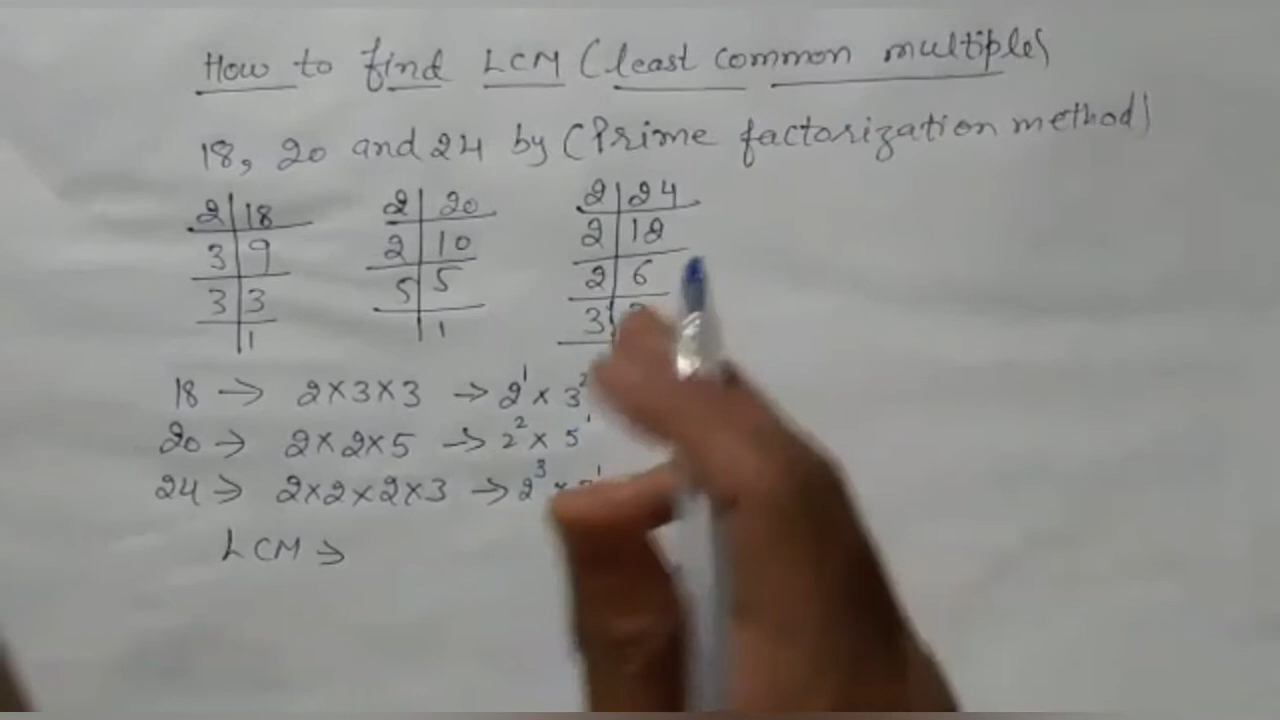 How to find LCM (least common multiples
18, 20 and 24 by (Prime factorization method)
2 | 18 2 | 20 2 | 24
3 | 9 2 | 10 2 | 12
3 | 3 5 | 5 2 | 6
1 1 3 |
18 → 2×3×3 → 2¹ × 3²
20 → 2×2×5 → 2² × 5¹
24 → 2×2×2×3 → 2³
LCM →